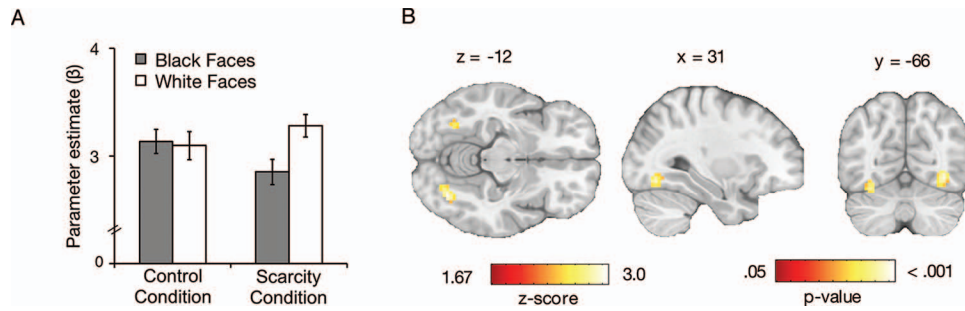 A
4
3
0
Parameter estimate (β)
Black Faces
White Faces
Control
Condition
Scarcity
Condition
B
z = -12
x = 31
y = -66
1.67
3.0
z-score
.05
< .001
p-value